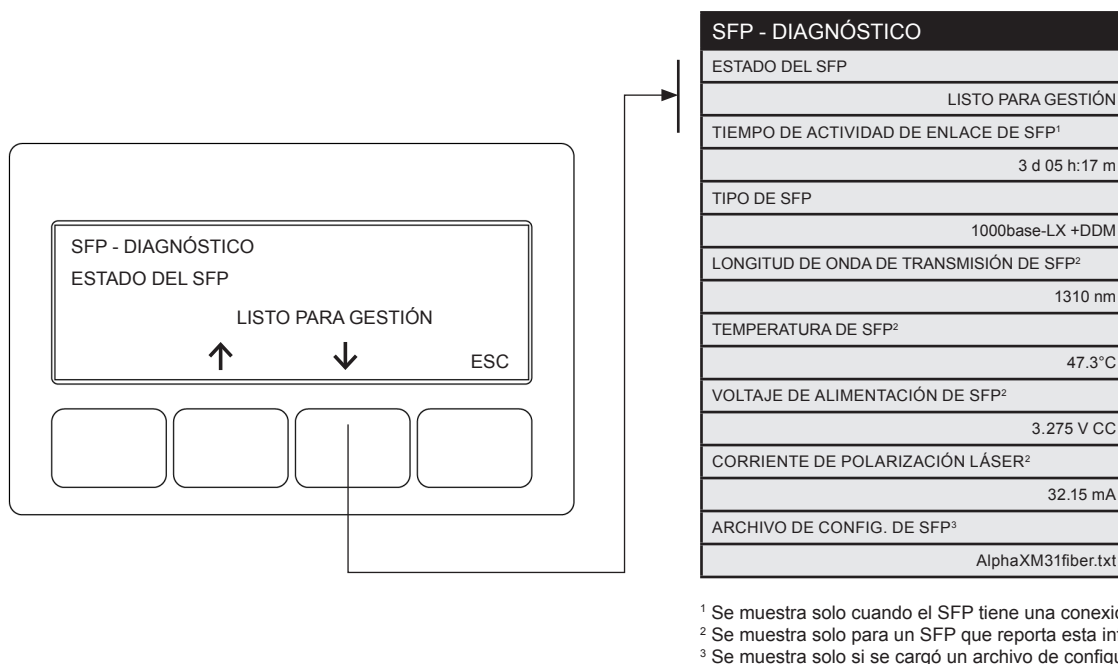 SFP - DIAGNÓSTICO
ESTADO DEL SFP
LISTO PARA GESTIÓN
ESC
SFP - DIAGNÓSTICO
ESTADO DEL SFP
LISTO PARA GESTIÓN
TIEMPO DE ACTIVIDAD DE ENLACE DE SFP¹
3 d 05 h:17 m
TIPO DE SFP
1000base-LX +DDM
LONGITUD DE ONDA DE TRANSMISIÓN DE SFP²
1310 nm
TEMPERATURA DE SFP²
47.3°C
VOLTAJE DE ALIMENTACIÓN DE SFP²
3.275 V CC
CORRIENTE DE POLARIZACIÓN LÁSER²
32.15 mA
ARCHIVO DE CONFIG. DE SFP³
AlphaXM31fiber.txt
¹ Se muestra solo cuando el SFP tiene una
² Se muestra solo para un SFP que reporta esta
³ Se muestra solo si se cargó un archivo de